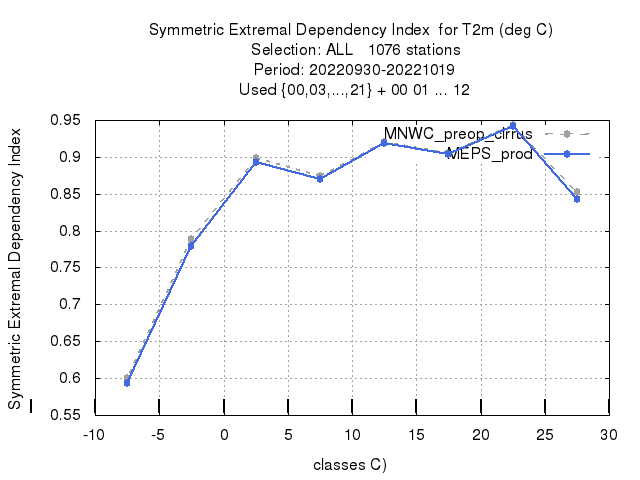 Symmetric Extremal Dependency Index for T2m (deg C)
Selection: ALL 1076 stations
Period: 20220930-20221019
Used {00,03,...,21} + 00 01 ... 12
Symmetric Extremal Dependency Index
0.95
0.9
0.85
0.8
0.75
0.7
0.65
0.6
0.55
MNWC_preop_cirrus
MEPS_prod
-10 -5 0 5 10 15 20 25 30
classes C)